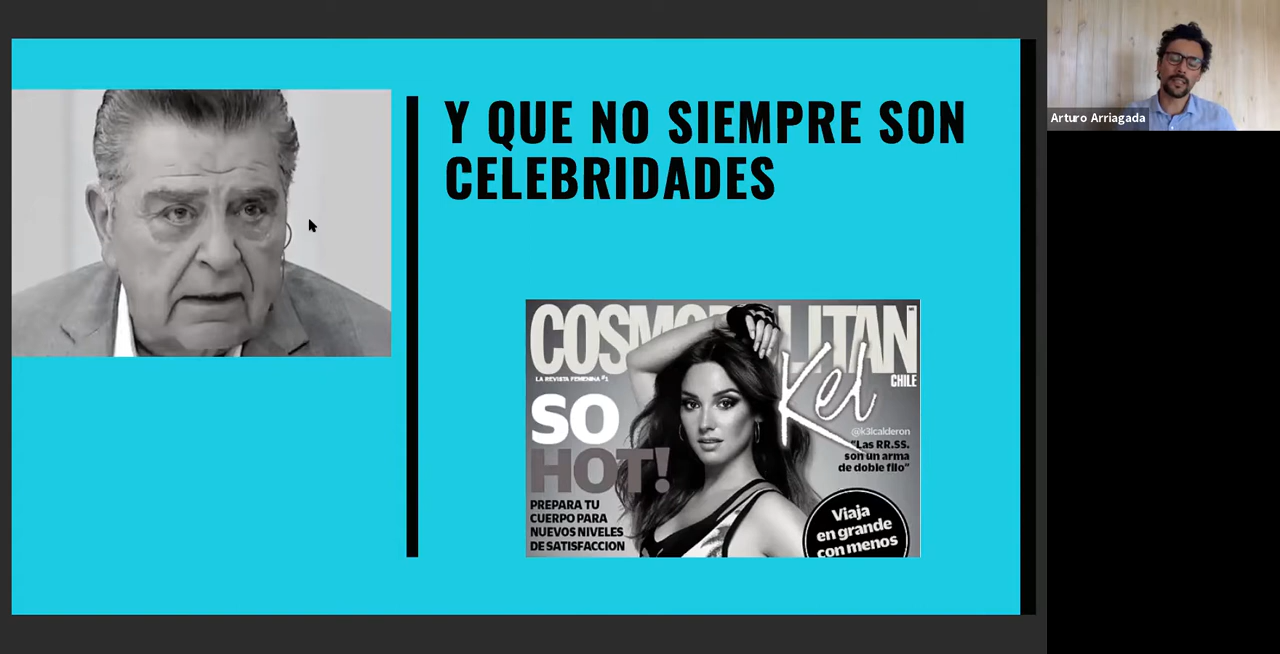 Y QUE NO SIEMPRE SON
CELEBRIDADES
COSMOPOLITAN
LA REVISTA FEMENINA #1
CHILE
Kel
@k3lcalderon
"Las RR.SS.
son un arma
de doble filo"
SO
HOT!
PREPARA TU
CUERPO PARA
NUEVOS NIVELES
DE SATISFACCION
Viaja
en grande
con menos
Arturo Arriagada